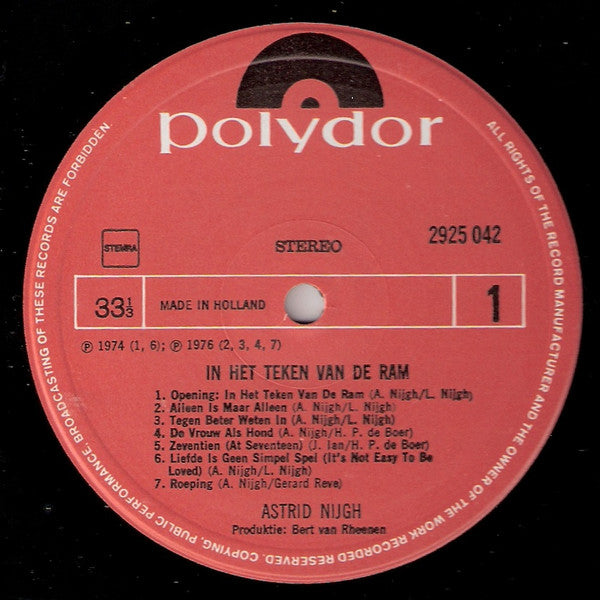 polydor
STEMRA
STEREO
2925 042
33⅓
MADE IN HOLLAND
1
Ⓟ 1974 (1, 6); Ⓟ 1976 (2, 3, 4, 7)
IN HET TEKEN VAN DE RAM
1. Opening: In Het Teken Van De Ram (A. Nijgh/L. Nijgh)
2. Alleen Is Maar Alleen (A. Nijgh/L. Nijgh)
3. Tegen Beter Weten In (A. Nijgh/L. Nijgh)
4. De Vrouw Als Hond (A. Nijgh/H. P. de Boer)
5. Zeventien (At Seventeen) (J. Ian/H. P. de Boer)
6. Liefde Is Geen Simpel Spel (It's Not Easy To Be
Loved) (A. Nijgh/L. Nijgh)
7. Roeping (A. Nijgh/Gerard Reve)
ASTRID NIJGH
Produktie: Bert van Rheenen
ALL RIGHTS OF THE RECORD MANUFACTURER AND THE OWNER OF THE WORK RECORDED RESERVED. COPYING, PUBLIC PERFORMANCE, BROADCASTING OF THESE RECORDS ARE FORBIDDEN.